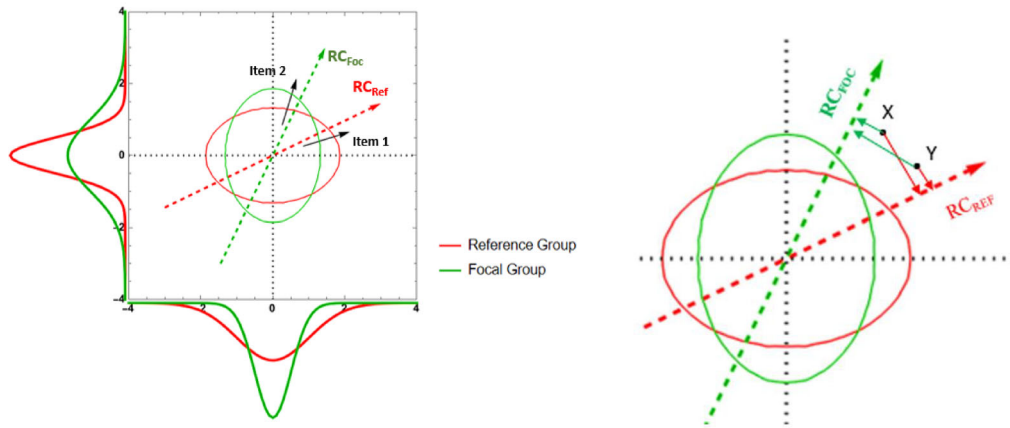 4
RC_Foc
Item 2
2
RC_Ref
Item 1
0
−2
−4
−4
−2
0
2
4
Reference Group
Focal Group
RC_FOC
X
Y
RC_REF